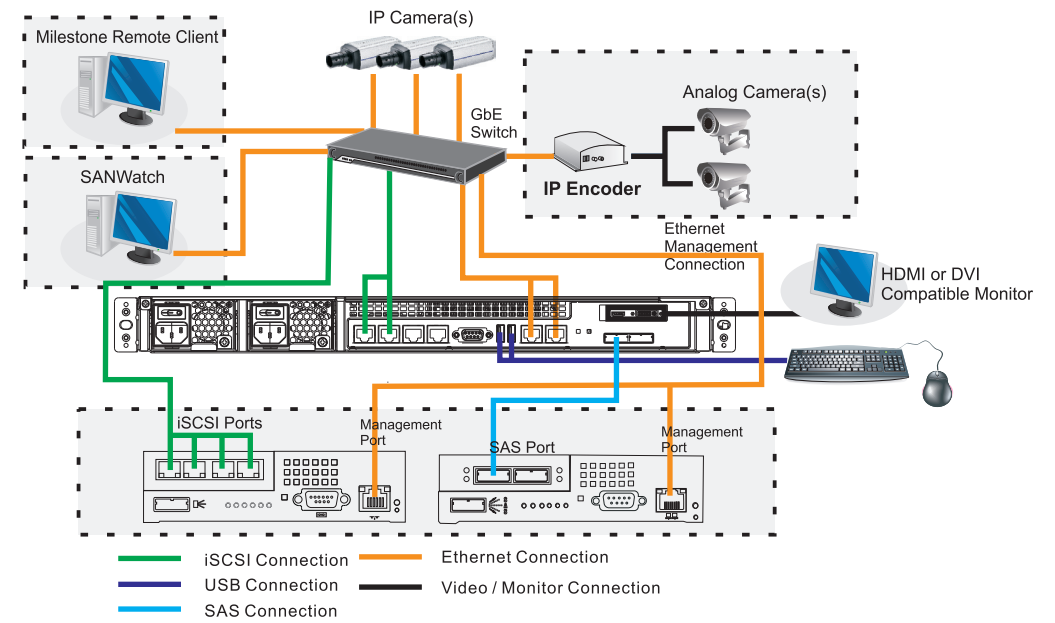 IP Camera(s)
Milestone Remote Client
GbE
Switch
Analog Camera(s)
IP Encoder
SANWatch
Ethernet
Management
Connection
HDMI or DVI
Compatible Monitor
iSCSI Ports
Management
Port
SAS Port
Management
Port
iSCSI Connection
Ethernet Connection
USB Connection
Video / Monitor Connection
SAS Connection